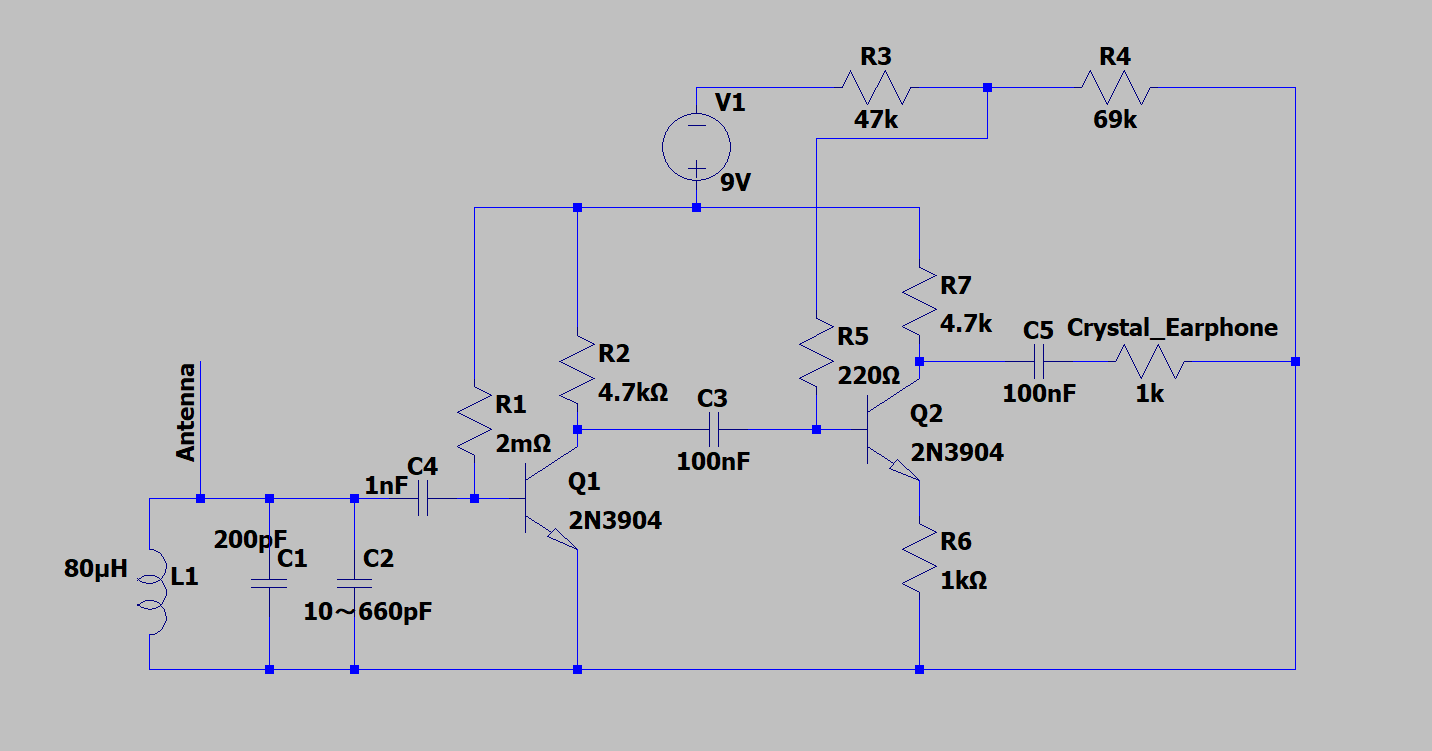 R3
R4
V1
47k
69k
9V
R7
4.7k
R5
220Ω
C5
Crystal_Earphone
100nF
1k
R2
4.7kΩ
Antenna
R1
2mΩ
C3
100nF
Q2
2N3904
C4
1nF
Q1
2N3904
200pF
C1
C2
80µH
L1
10～660pF
R6
1kΩ